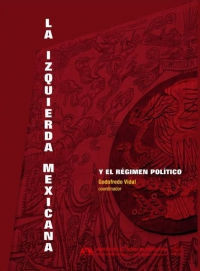 LA IZQUIERDA MEXICANA
Y EL RÉGIMEN POLÍTICO
Godofredo Vidal
coordinador